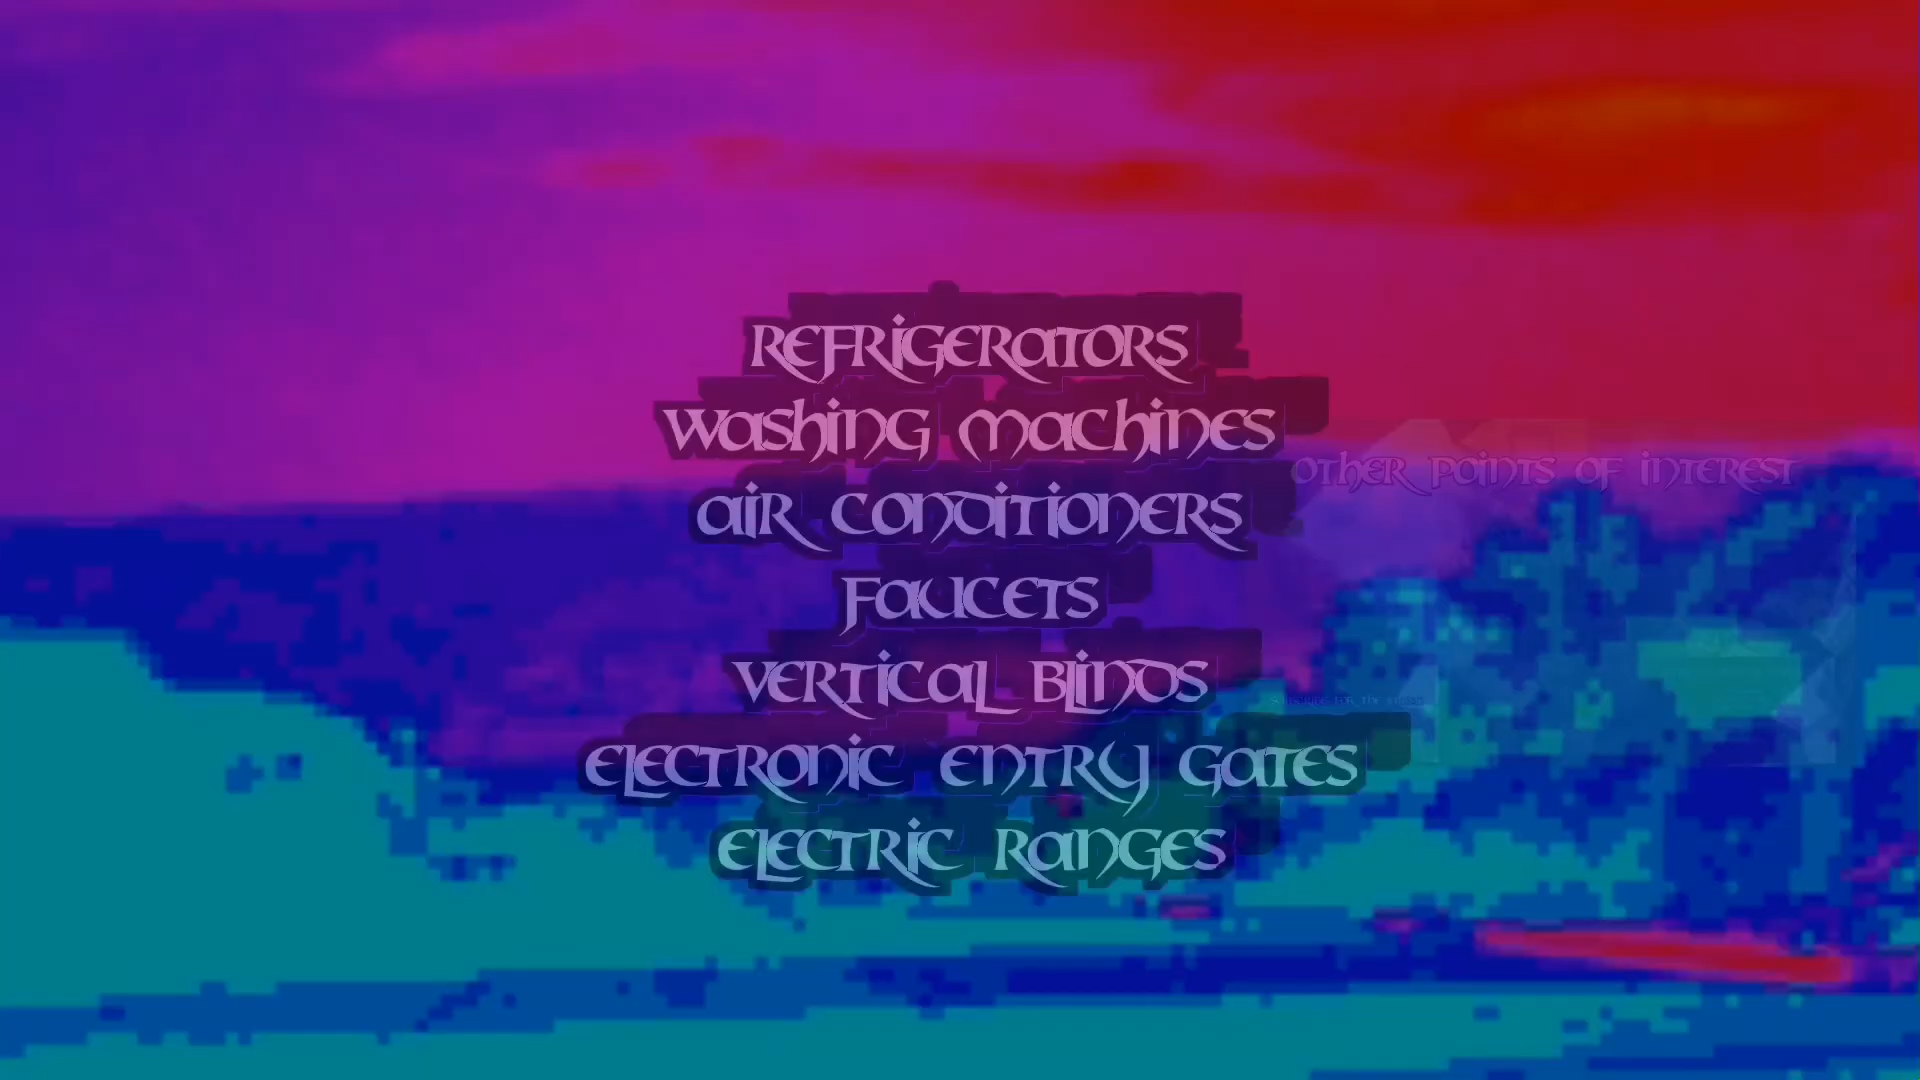 REFRIGERATORS
WASHING MACHINES
AIR CONDITIONERS
FAUCETS
VERTICAL BLINDS
ELECTRONIC ENTRY GATES
ELECTRIC RANGES
OTHER POINTS OF INTEREST